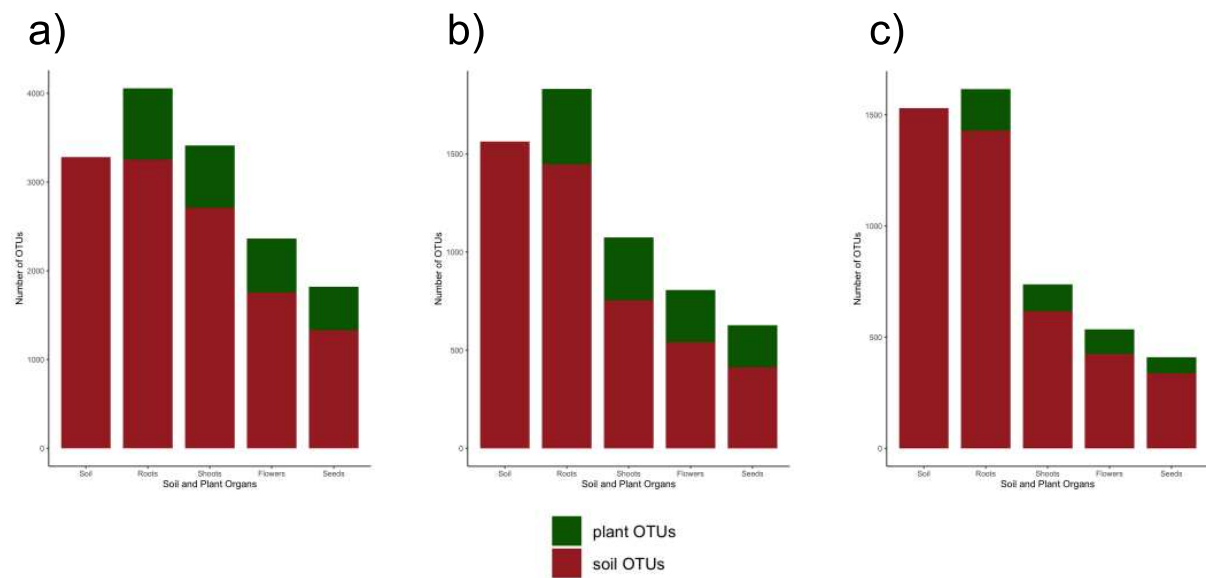 a)
4000
3000
2000
1000
0
Number of OTUs
Soil
Roots
Shoots
Flowers
Seeds
Soil and Plant Organs
b)
1500
1000
500
0
Number of OTUs
Soil
Roots
Shoots
Flowers
Seeds
Soil and Plant Organs
c)
1500
1000
500
0
Number of OTUs
Soil
Roots
Shoots
Flowers
Seeds
Soil and Plant Organs
plant OTUs
soil OTUs